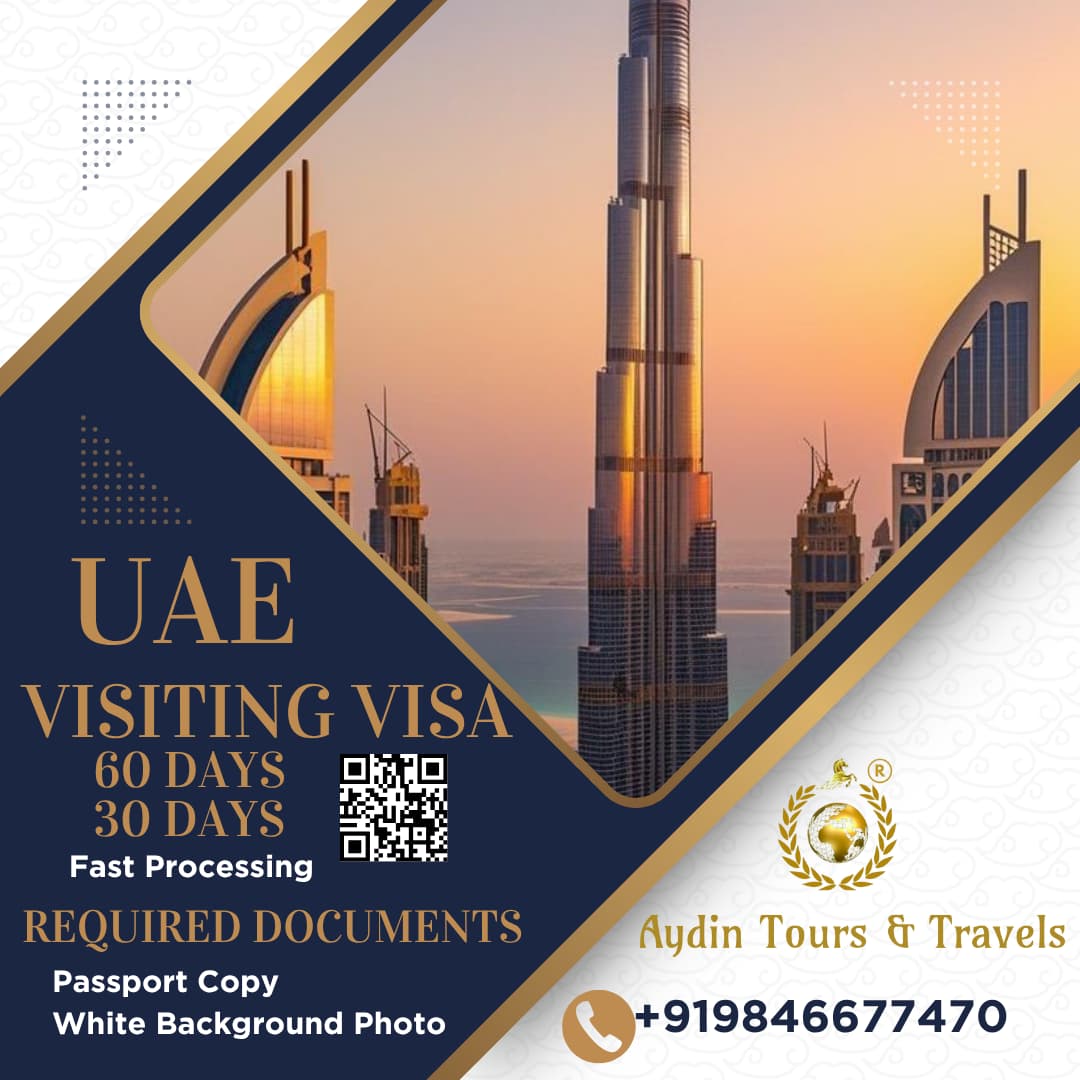 UAE
VISITING VISA
60 DAYS
30 DAYS
Fast Processing
REQUIRED DOCUMENTS
Passport Copy
White Background Photo
®
Aydin Tours & Travels
+919846677470